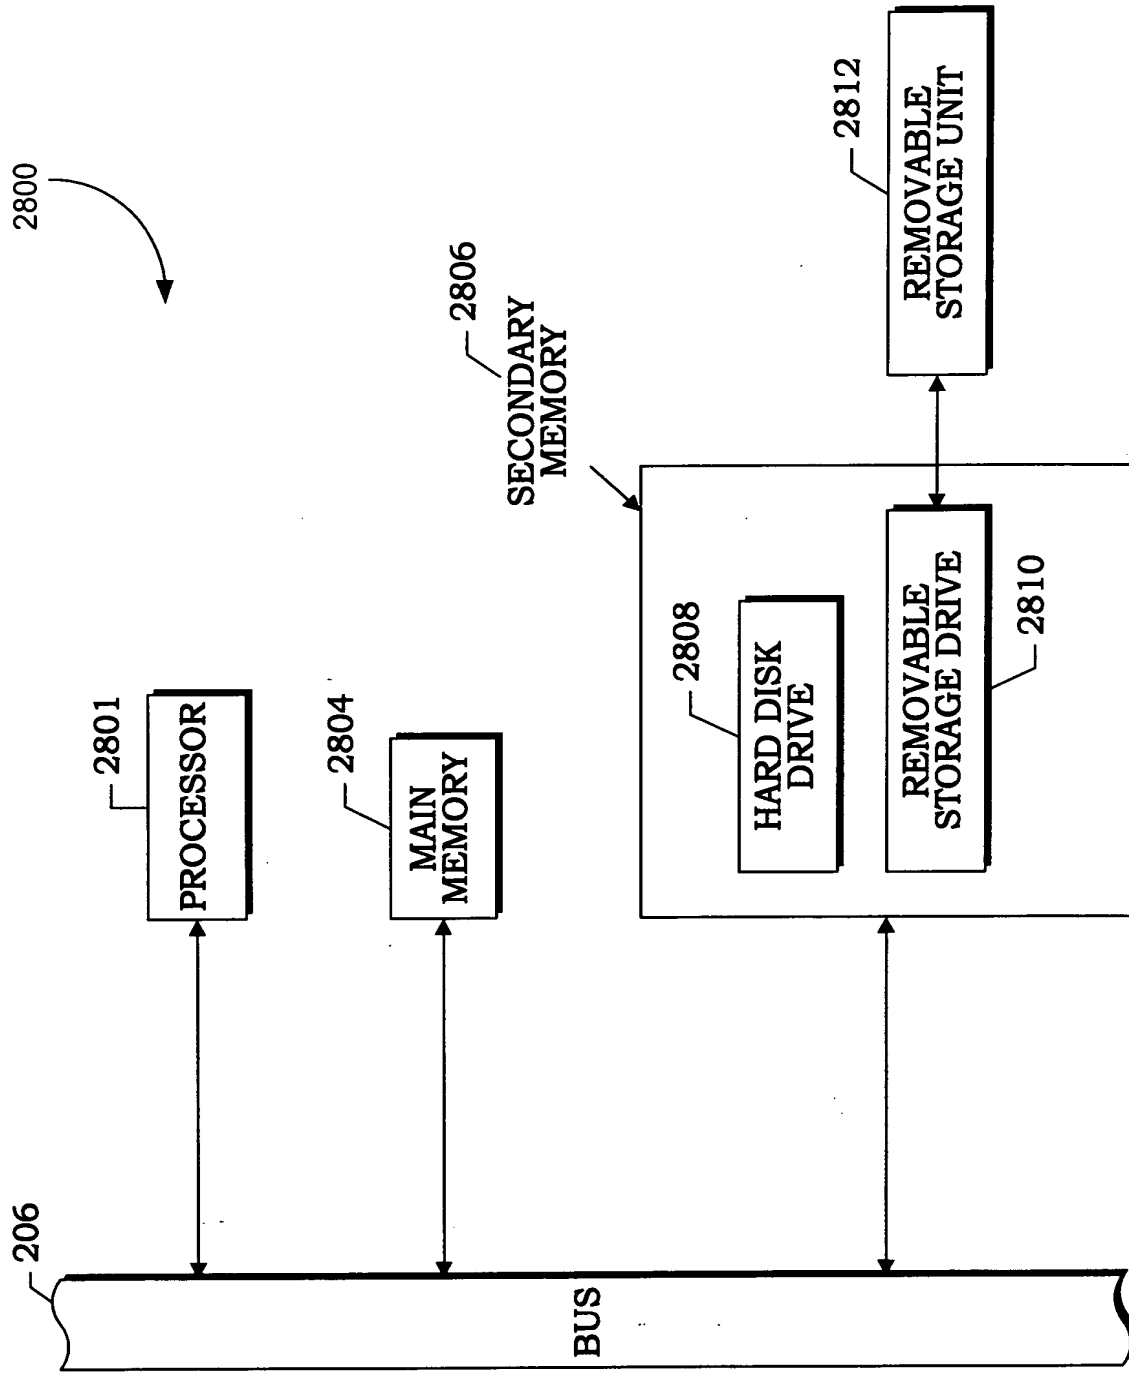 2800
206
BUS
2801
PROCESSOR
2804
MAIN
MEMORY
2806
SECONDARY
MEMORY
2808
HARD DISK
DRIVE
REMOVABLE
STORAGE DRIVE
2810
2812
REMOVABLE
STORAGE UNIT